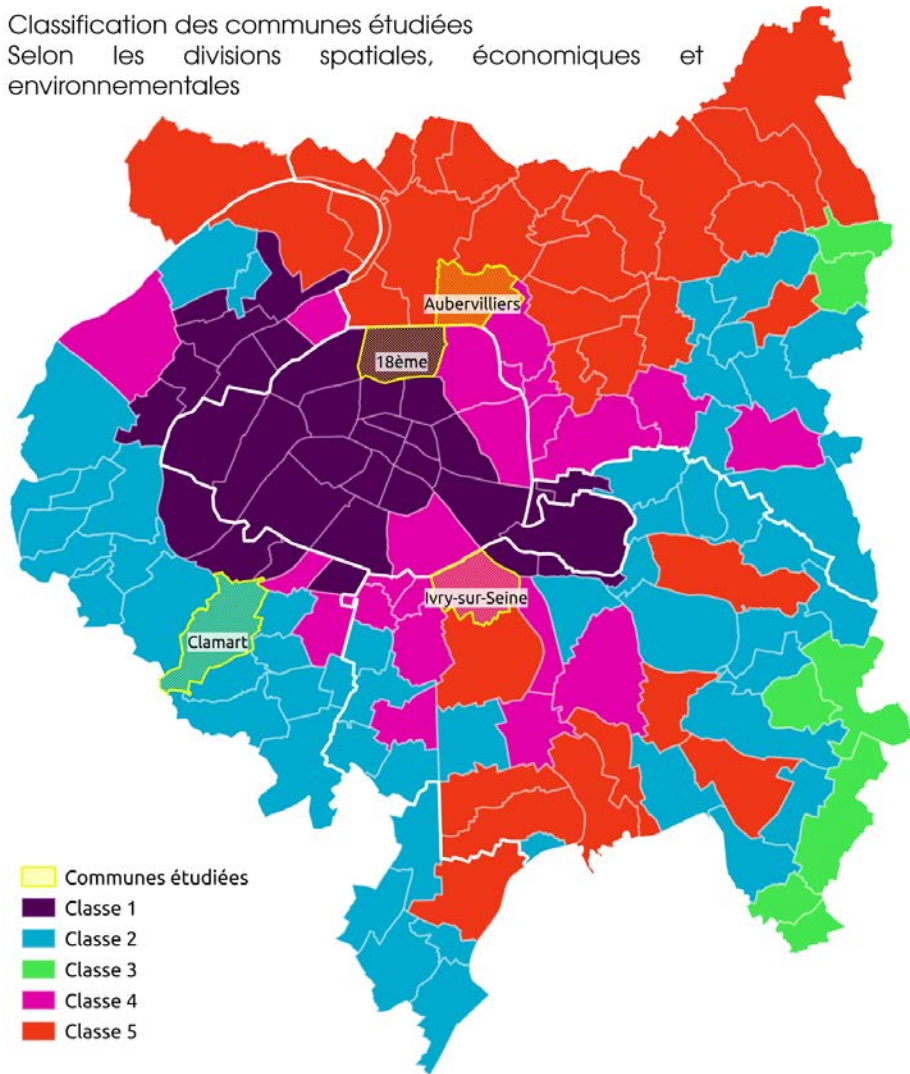 Classification des communes étudiées
Selon les divisions spatiales, économiques et
environnementales
Aubervilliers
18ème
Ivry-sur-Seine
Clamart
Communes étudiées
Classe 1
Classe 2
Classe 3
Classe 4
Classe 5